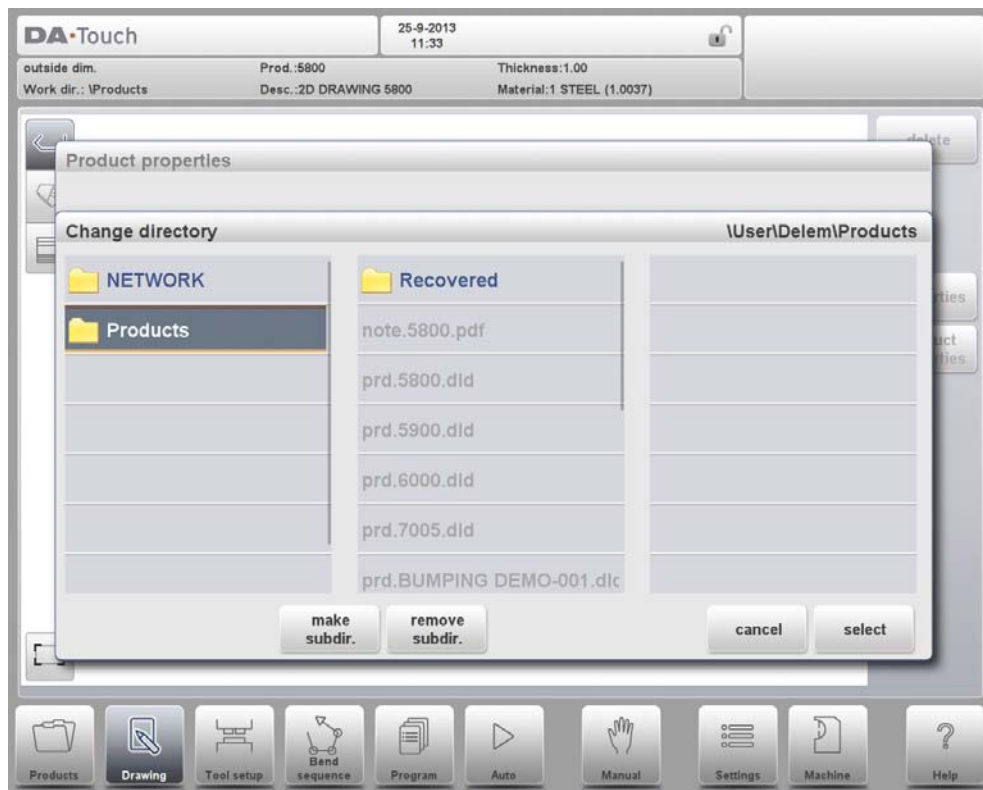 DA·Touch
25-9-2013
11:33
outside dim.
Prod.:5800
Thickness:1.00
Work dir.: \Products
Desc.:2D DRAWING 5800
Material:1 STEEL (1.0037)
delete
Product properties
Change directory
\User\Delem\Products
NETWORK
Recovered
Products
note.5800.pdf
prd.5800.dld
prd.5900.dld
prd.6000.dld
prd.7005.dld
prd.BUMPING DEMO-001.dlc
make
subdir.
remove
subdir.
cancel
select
Products
Drawing
Tool setup
Bend
sequence
Program
Auto
Manual
Settings
Machine
Help